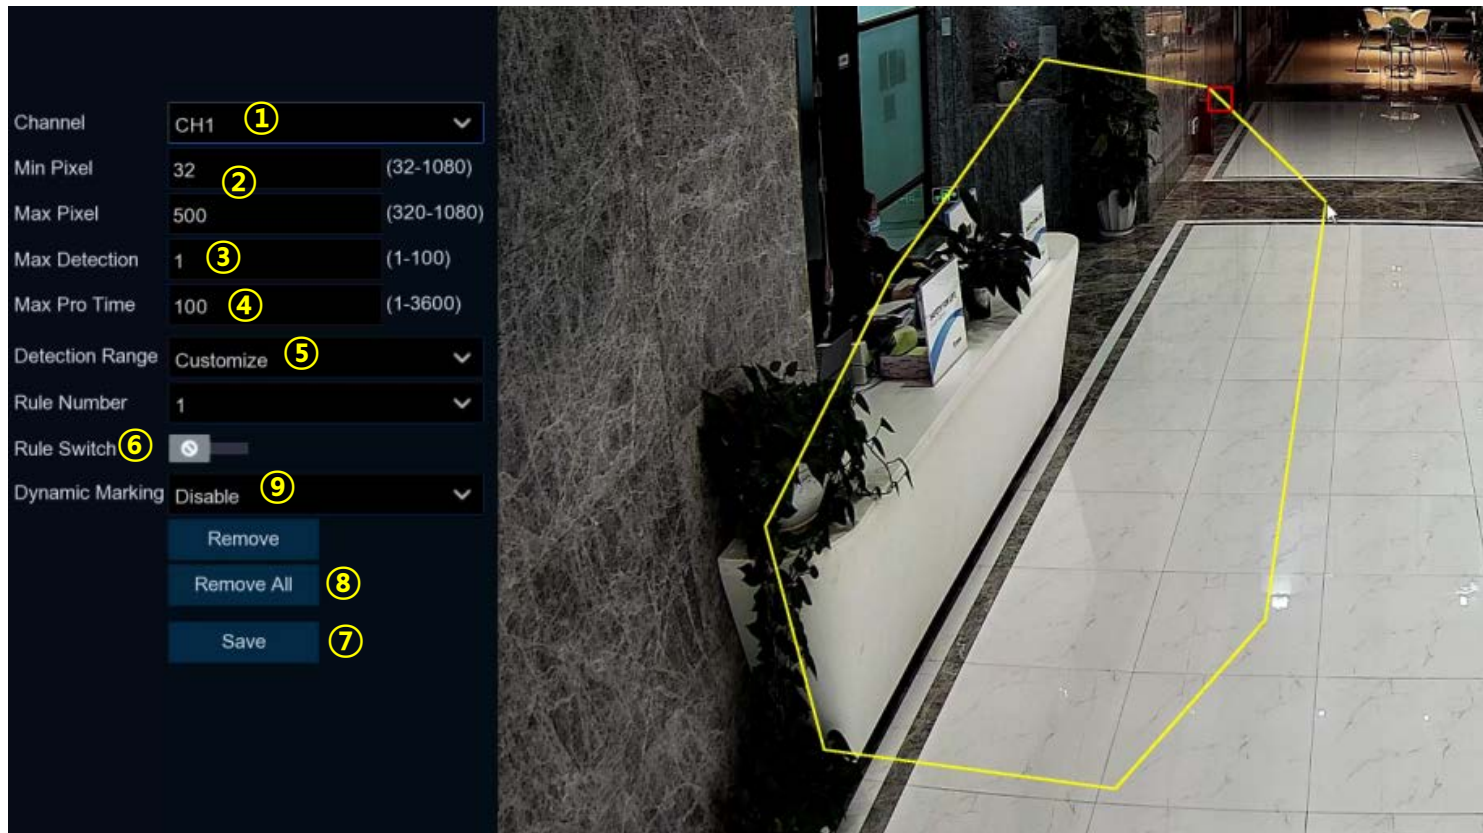 Channel CH1 ①
Min Pixel 32 (32-1080)
②
Max Pixel 500 (320-1080)
Max Detection 1 ③ (1-100)
Max Pro Time 100 ④ (1-3600)
Detection Range Customize ⑤
Rule Number 1
Rule Switch ⑥
Dynamic Marking Disable ⑨
Remove
Remove All ⑧
Save ⑦